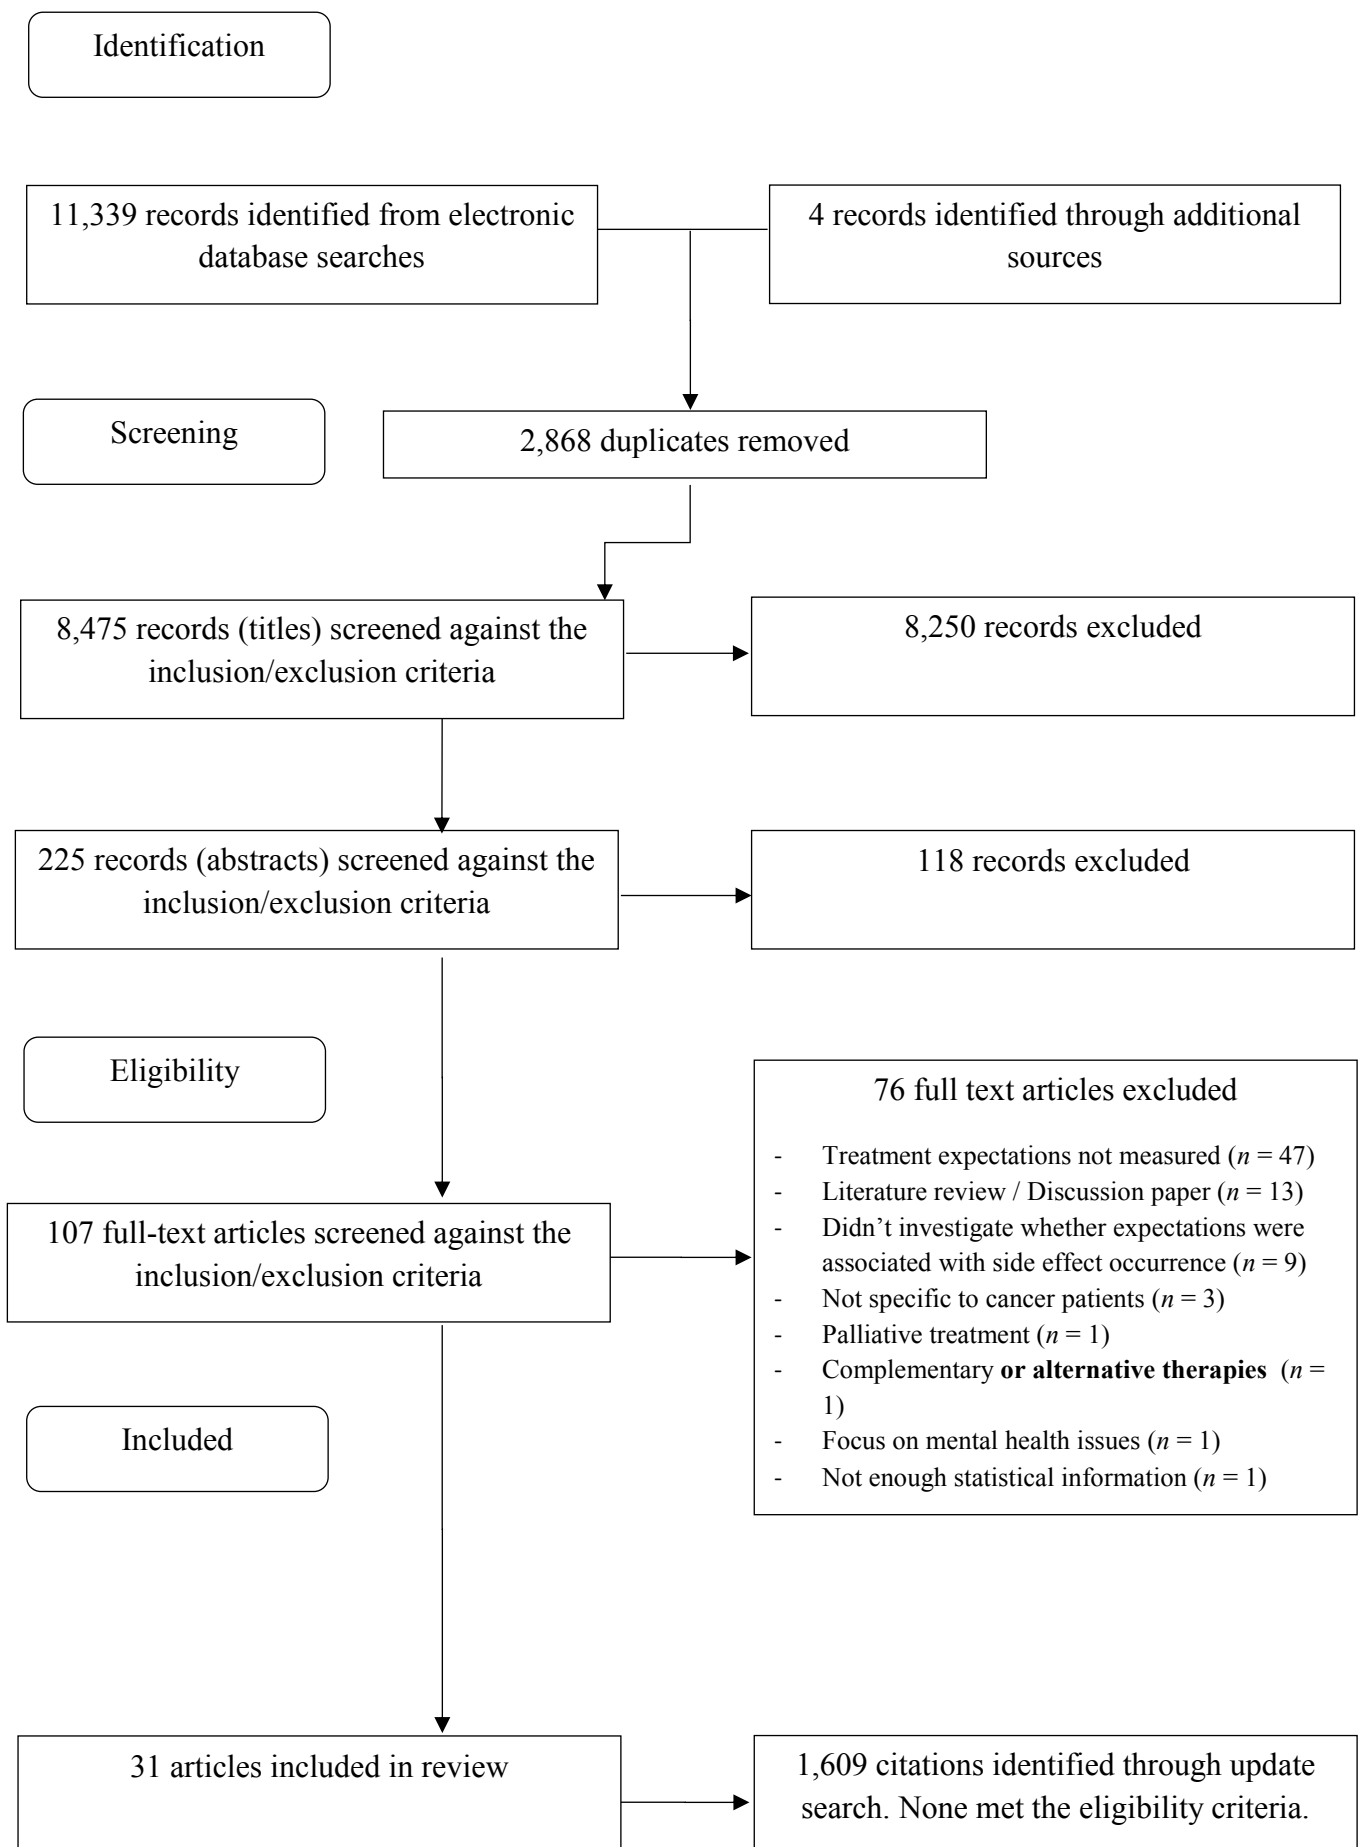 Identification
11,339 records identified from electronic
database searches
4 records identified through additional
sources
Screening
2,868 duplicates removed
8,475 records (titles) screened against the
inclusion/exclusion criteria
8,250 records excluded
225 records (abstracts) screened against the
inclusion/exclusion criteria
118 records excluded
Eligibility
76 full text articles excluded
- Treatment expectations not measured (n = 47)
- Literature review / Discussion paper (n = 13)
- Didn’t investigate whether expectations were
associated with side effect occurrence (n = 9)
- Not specific to cancer patients (n = 3)
- Palliative treatment (n = 1)
- Complementary or alternative therapies (n =
1)
- Focus on mental health issues (n = 1)
- Not enough statistical information (n = 1)
107 full-text articles screened against the
inclusion/exclusion criteria
Included
31 articles included in review
1,609 citations identified through update
search. None met the eligibility criteria.